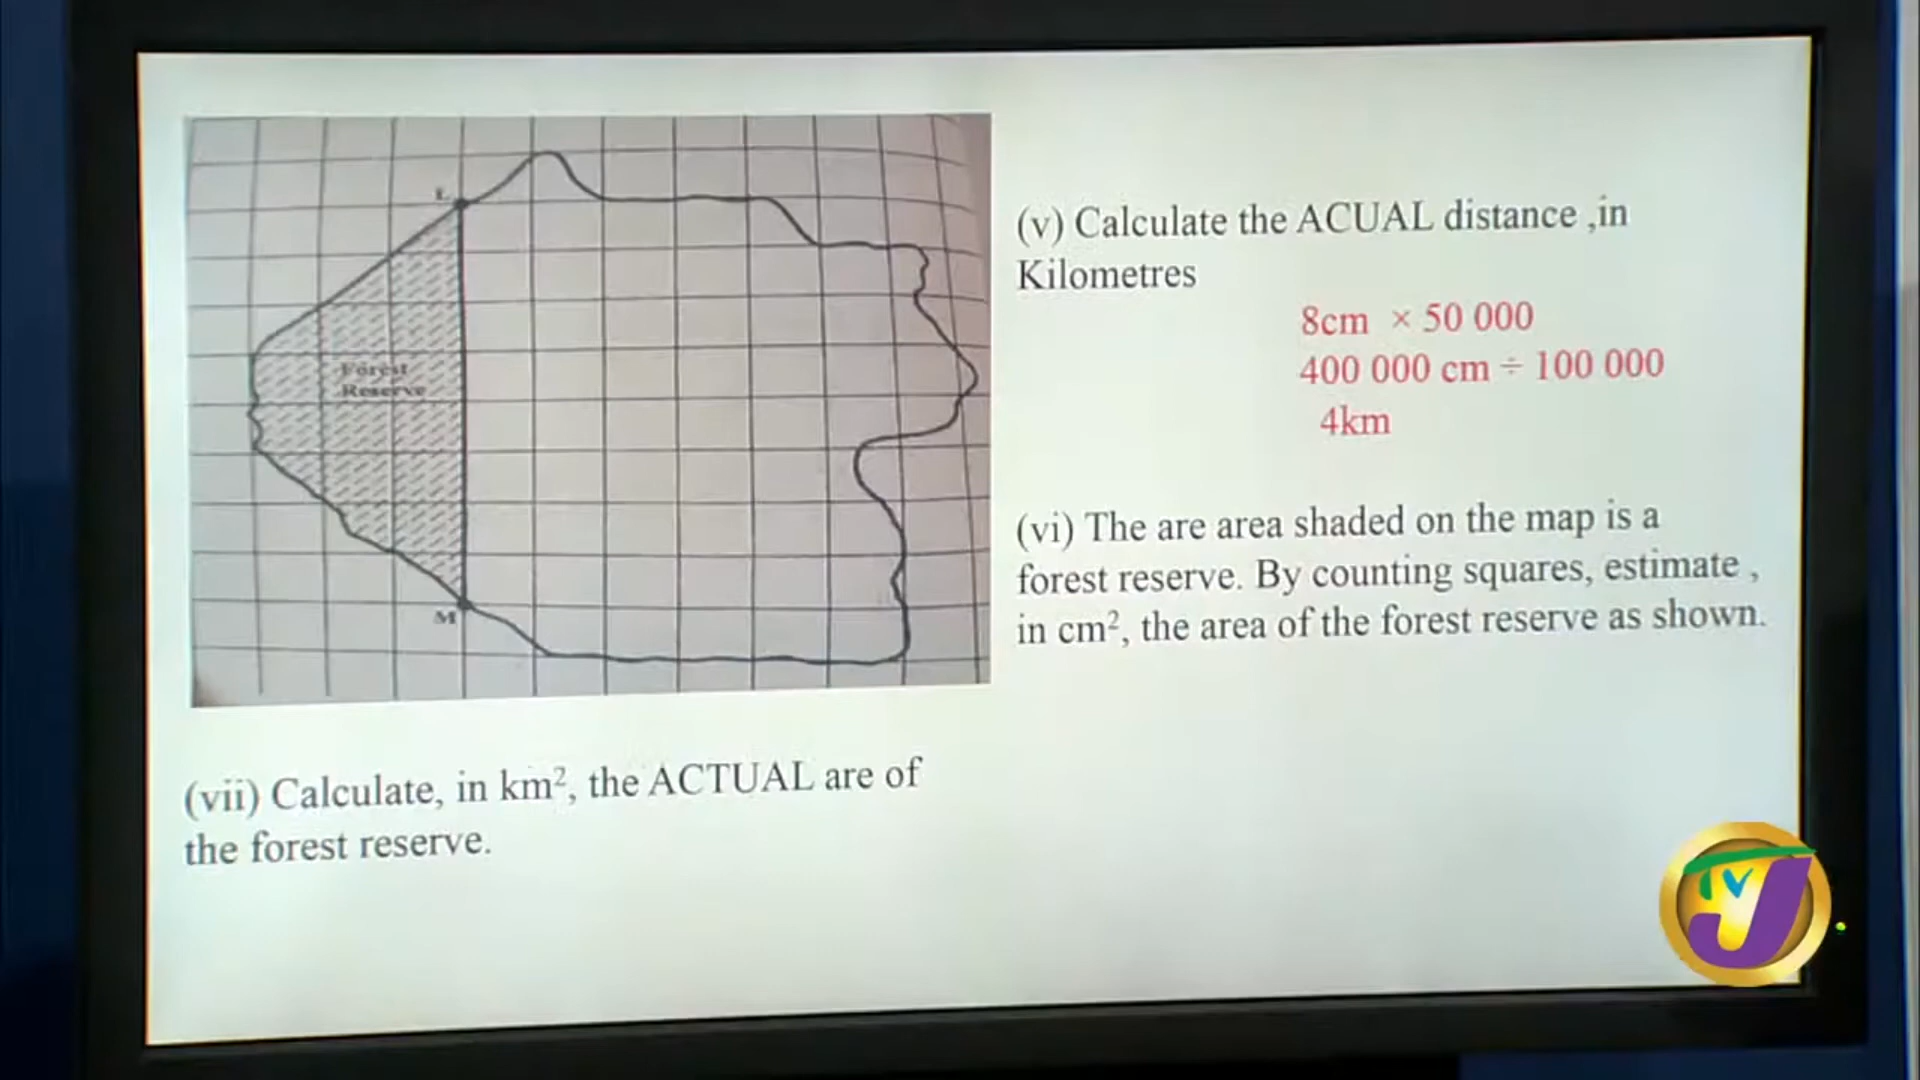 L
Forest
Reserve
M
(v) Calculate the ACUAL distance ,in
Kilometres
8cm × 50 000
400 000 cm ÷ 100 000
4km
(vi) The are area shaded on the map is a
forest reserve. By counting squares, estimate ,
in cm², the area of the forest reserve as shown.
(vii) Calculate, in km², the ACTUAL are of
the forest reserve.
TVJ